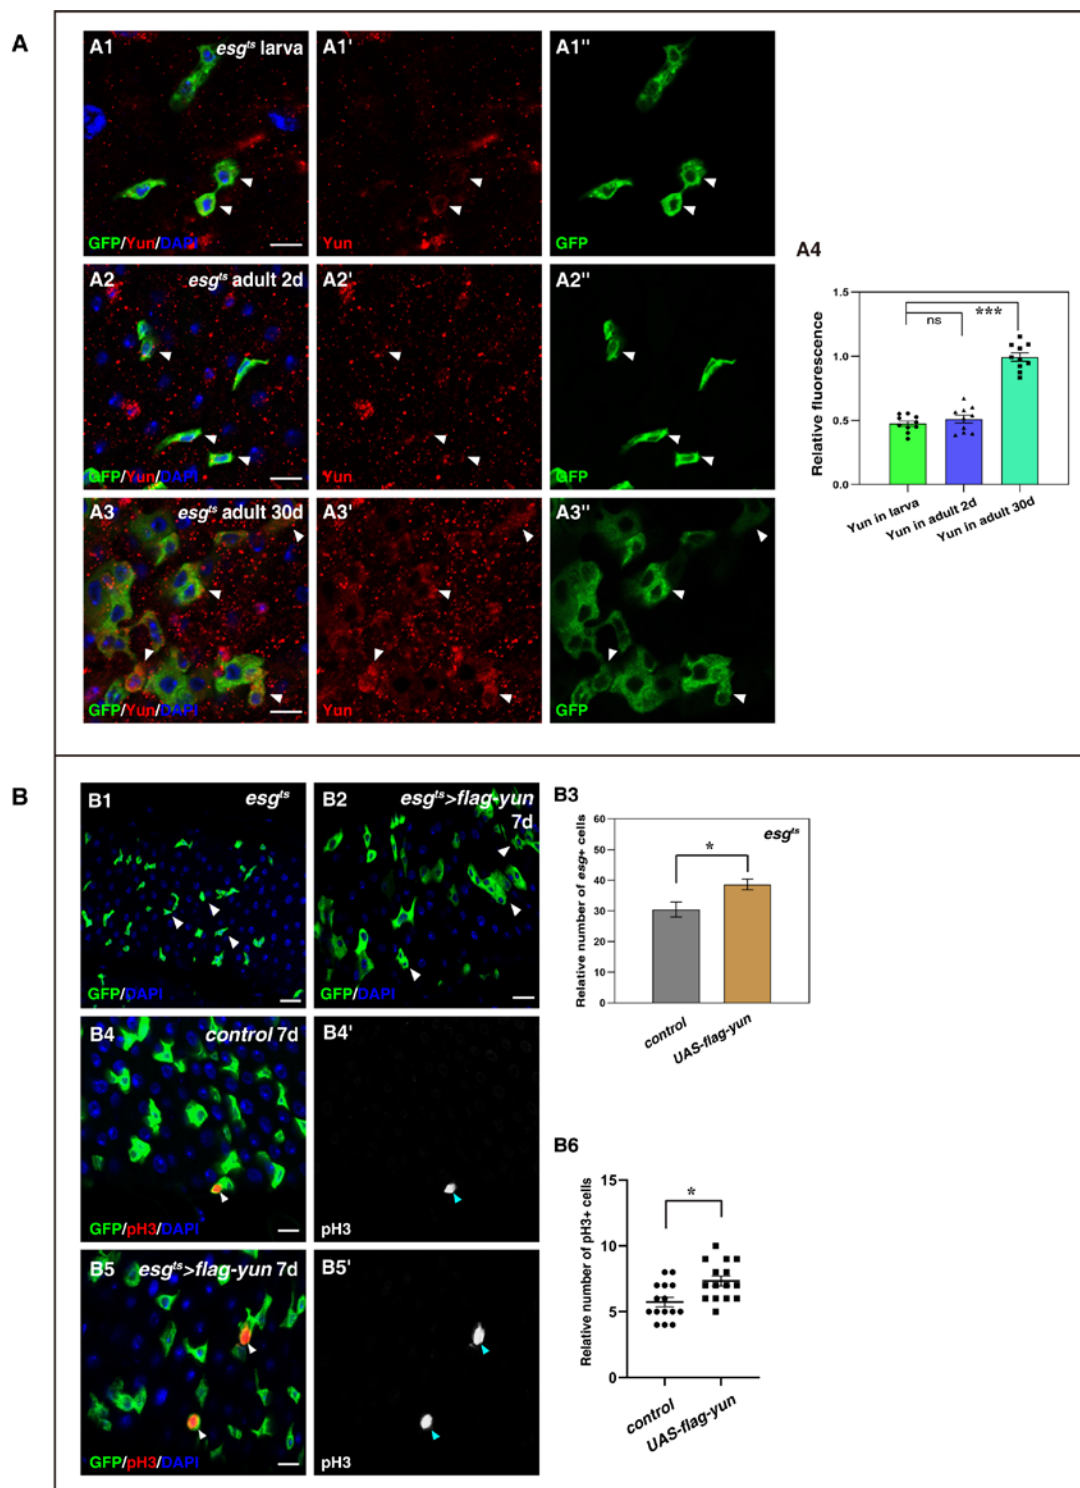 A
A1
esgts larva
GFP/Yun/DAPI
A1'
Yun
A1''
GFP
A2
esgts adult 2d
GFP/Yun/DAPI
A2'
Yun
A2''
GFP
A3
esgts adult 30d
GFP/Yun/DAPI
A3'
Yun
A3''
GFP
A4
Relative fluorescence
1.5
1.0
0.5
0.0
ns
***
Yun in larva
Yun in adult 2d
Yun in adult 30d
B
B1
esgts
GFP/DAPI
B2
esgts>flag-yun
7d
GFP/DAPI
B3
Relative number of esg+ cells
60
50
40
30
20
10
0
esgts
*
control
UAS-flag-yun
B4
control 7d
GFP/pH3/DAPI
B4'
pH3
B5
esgts>flag-yun 7d
GFP/pH3/DAPI
B5'
pH3
B6
Relative number of pH3+ cells
15
10
5
0
*
control
UAS-flag-yun